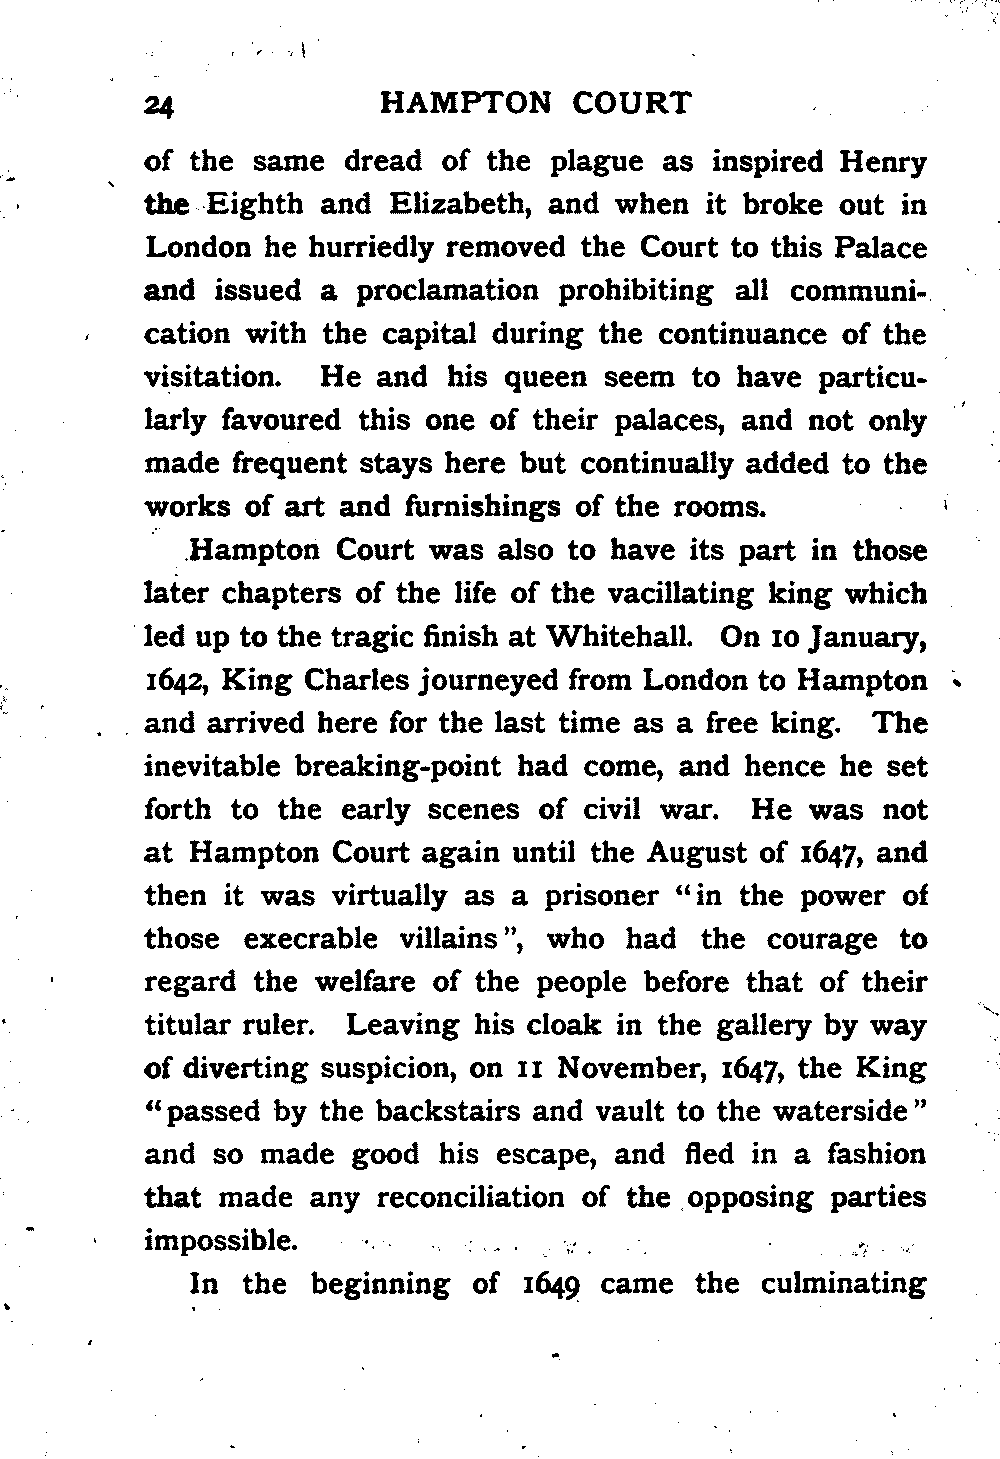 24 HAMPTON COURT
of the same dread of the plague as inspired Henry
the Eighth and Elizabeth, and when it broke out in
London he hurriedly removed the Court to this Palace
and issued a proclamation prohibiting all communi-
cation with the capital during the continuance of the
visitation. He and his queen seem to have particu-
larly favoured this one of their palaces, and not only
made frequent stays here but continually added to the
works of art and furnishings of the rooms.
Hampton Court was also to have its part in those
later chapters of the life of the vacillating king which
led up to the tragic finish at Whitehall. On 10 January,
1642, King Charles journeyed from London to Hampton
and arrived here for the last time as a free king. The
inevitable breaking-point had come, and hence he set
forth to the early scenes of civil war. He was not
at Hampton Court again until the August of 1647, and
then it was virtually as a prisoner “in the power of
those execrable villains”, who had the courage to
regard the welfare of the people before that of their
titular ruler. Leaving his cloak in the gallery by way
of diverting suspicion, on 11 November, 1647, the King
“passed by the backstairs and vault to the waterside”
and so made good his escape, and fled in a fashion
that made any reconciliation of the opposing parties
impossible.
In the beginning of 1649 came the culminating